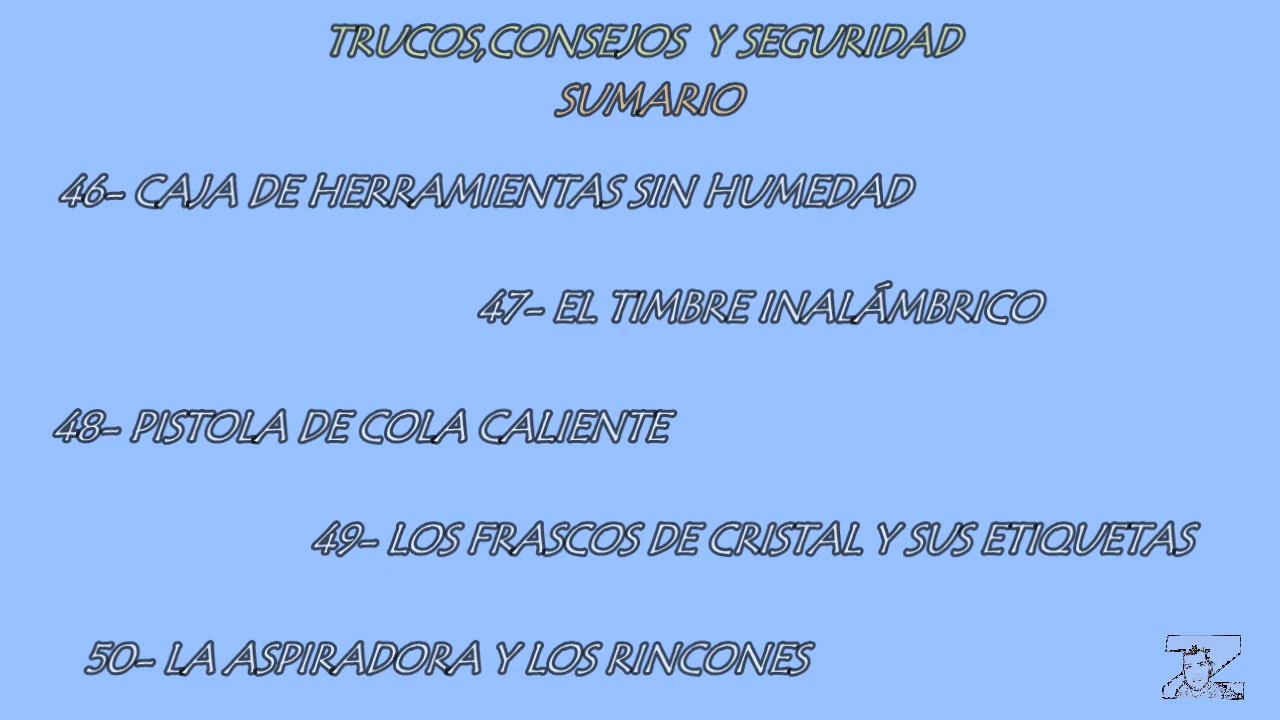 TRUCOS,CONSEJOS Y SEGURIDAD
SUMARIO
46- CAJA DE HERRAMIENTAS SIN HUMEDAD
47- EL TIMBRE INALÁMBRICO
48- PISTOLA DE COLA CALIENTE
49- LOS FRASCOS DE CRISTAL Y SUS ETIQUETAS
50- LA ASPIRADORA Y LOS RINCONES